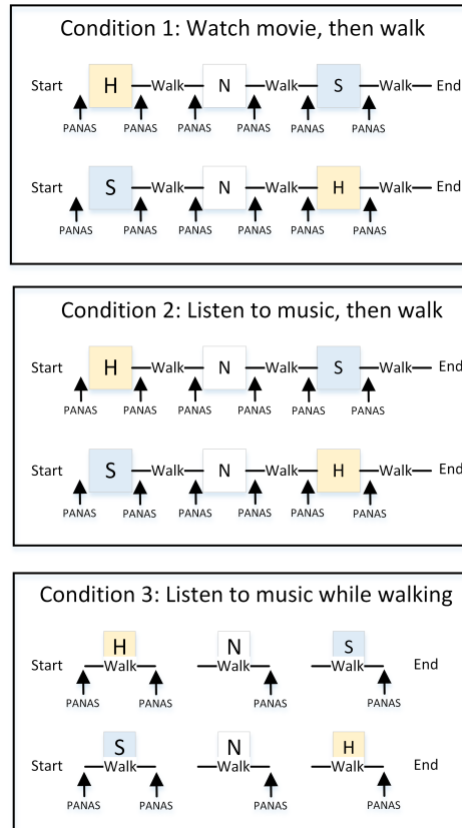 Condition 1: Watch movie, then walk
Start H Walk N Walk S Walk End
PANAS PANAS PANAS PANAS PANAS PANAS
Start S Walk N Walk H Walk End
PANAS PANAS PANAS PANAS PANAS PANAS
Condition 2: Listen to music, then walk
Start H Walk N Walk S Walk End
PANAS PANAS PANAS PANAS PANAS PANAS
Start S Walk N Walk H Walk End
PANAS PANAS PANAS PANAS PANAS PANAS
Condition 3: Listen to music while walking
H N S
Start Walk Walk Walk End
PANAS PANAS PANAS PANAS
S N H
Start Walk Walk Walk End
PANAS PANAS PANAS PANAS